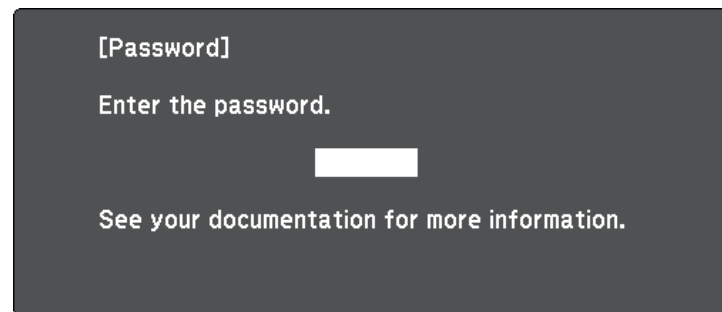 [Password]
Enter the password.
See your documentation for more information.